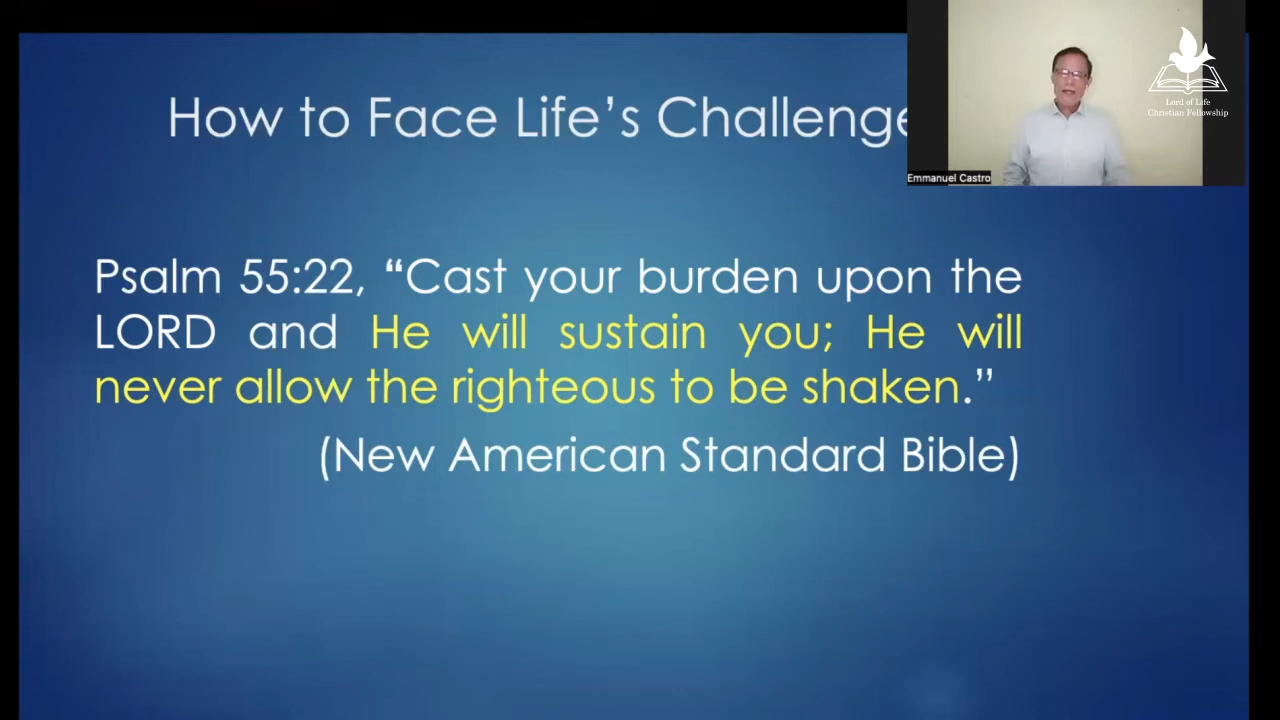 How to Face Life’s Challenge
Lord of Life
Christian Fellowship
Emmanuel Castro
Psalm 55:22, “Cast your burden upon the
LORD and He will sustain you; He will
never allow the righteous to be shaken.”
(New American Standard Bible)